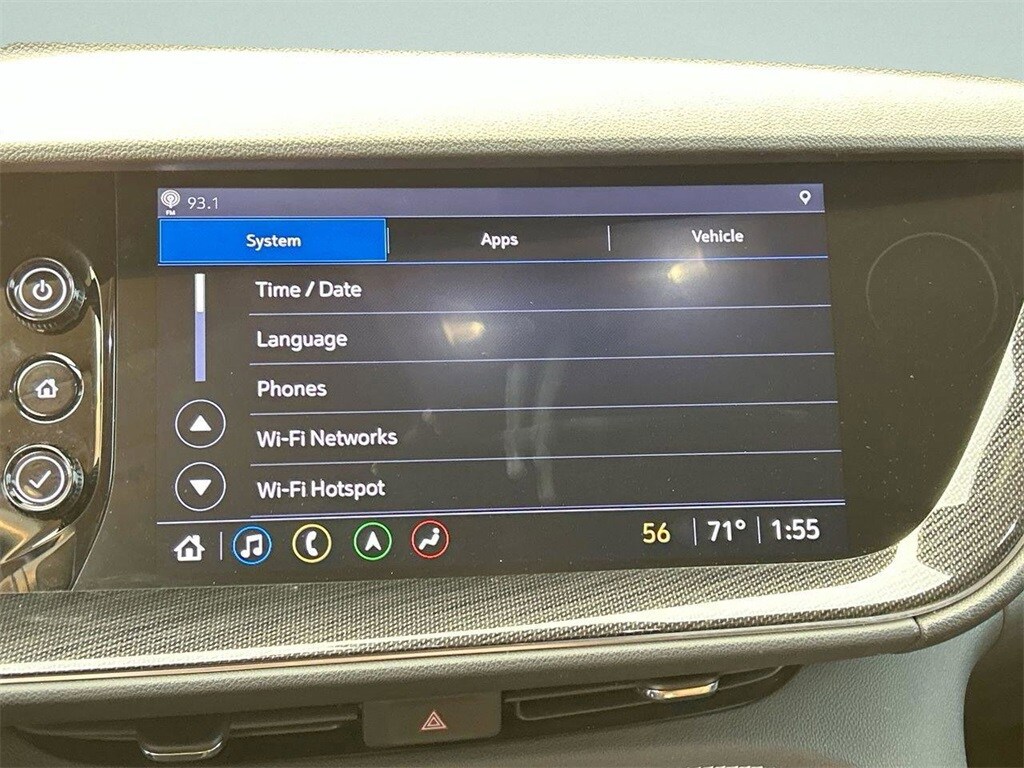 93.1
FM
System Apps Vehicle
Time / Date
Language
Phones
Wi-Fi Networks
Wi-Fi Hotspot
56 71° 1:55